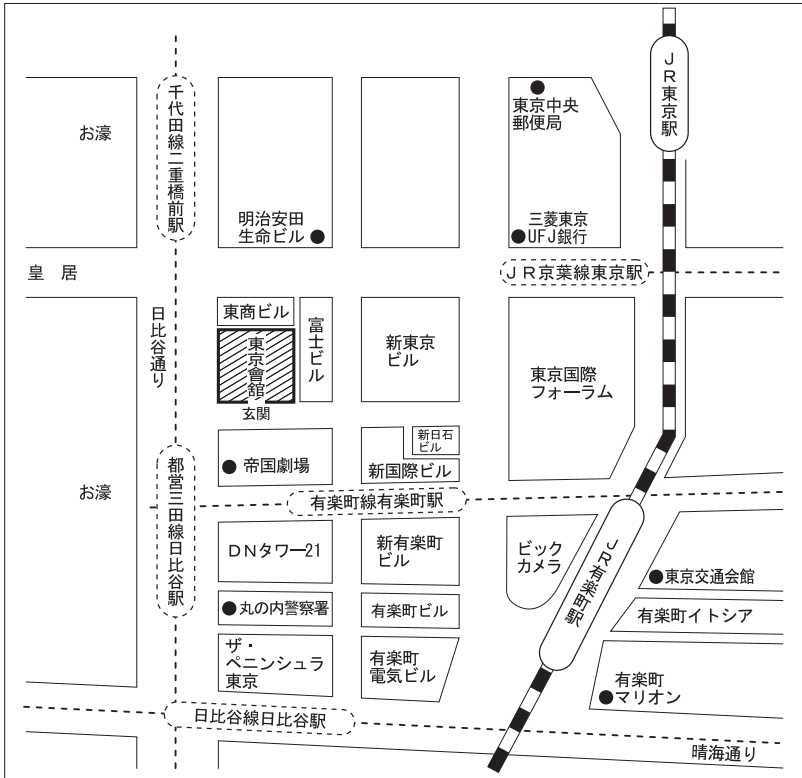 JR東京駅
東京中央
郵便局
千代田線二重橋前駅
お濠
明治安田
生命ビル
三菱東京
UFJ銀行
皇居
JR京葉線東京駅
日比谷通り
東商ビル
富士ビル
東京會舘
玄関
新東京
ビル
東京国際
フォーラム
新日石
ビル
帝国劇場
新国際ビル
都営三田線日比谷駅
お濠
有楽町線有楽町駅
DNタワー21
新有楽町
ビル
ビック
カメラ
JR有楽町駅
東京交通会館
丸の内警察署
有楽町ビル
有楽町イトシア
ザ・
ペニンシュラ
東京
有楽町
電気ビル
有楽町
マリオン
日比谷線日比谷駅
晴海通り